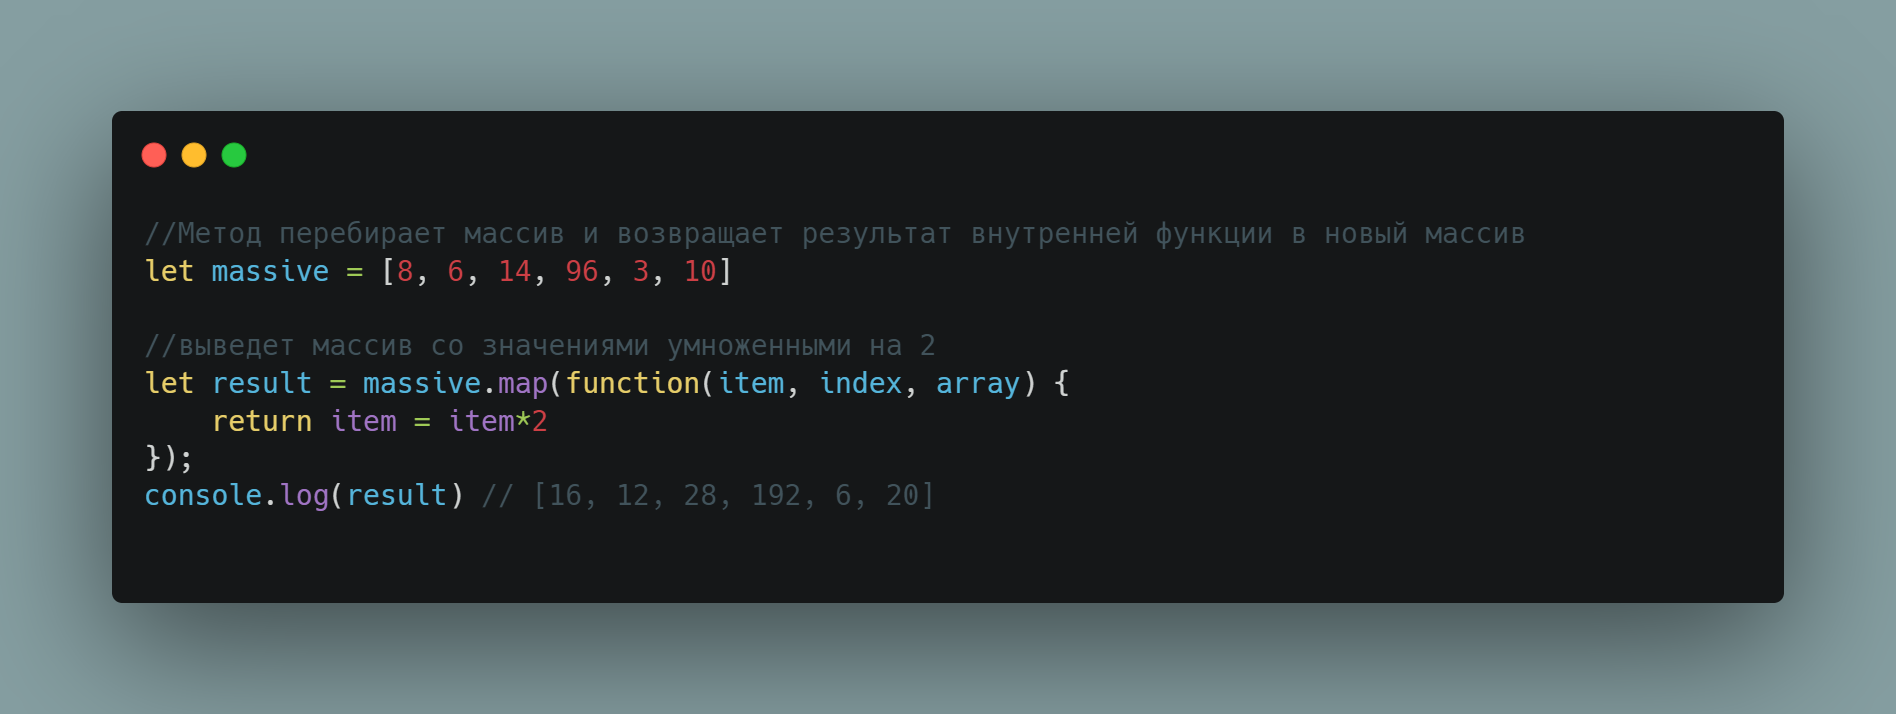 //Метод перебирает массив и возвращает результат внутренней функции в новый массив
let massive = [8, 6, 14, 96, 3, 10]
//выведет массив со значениями умноженными на 2
let result = massive.map(function(item, index, array) {
    return item = item*2
});
console.log(result) // [16, 12, 28, 192, 6, 20]